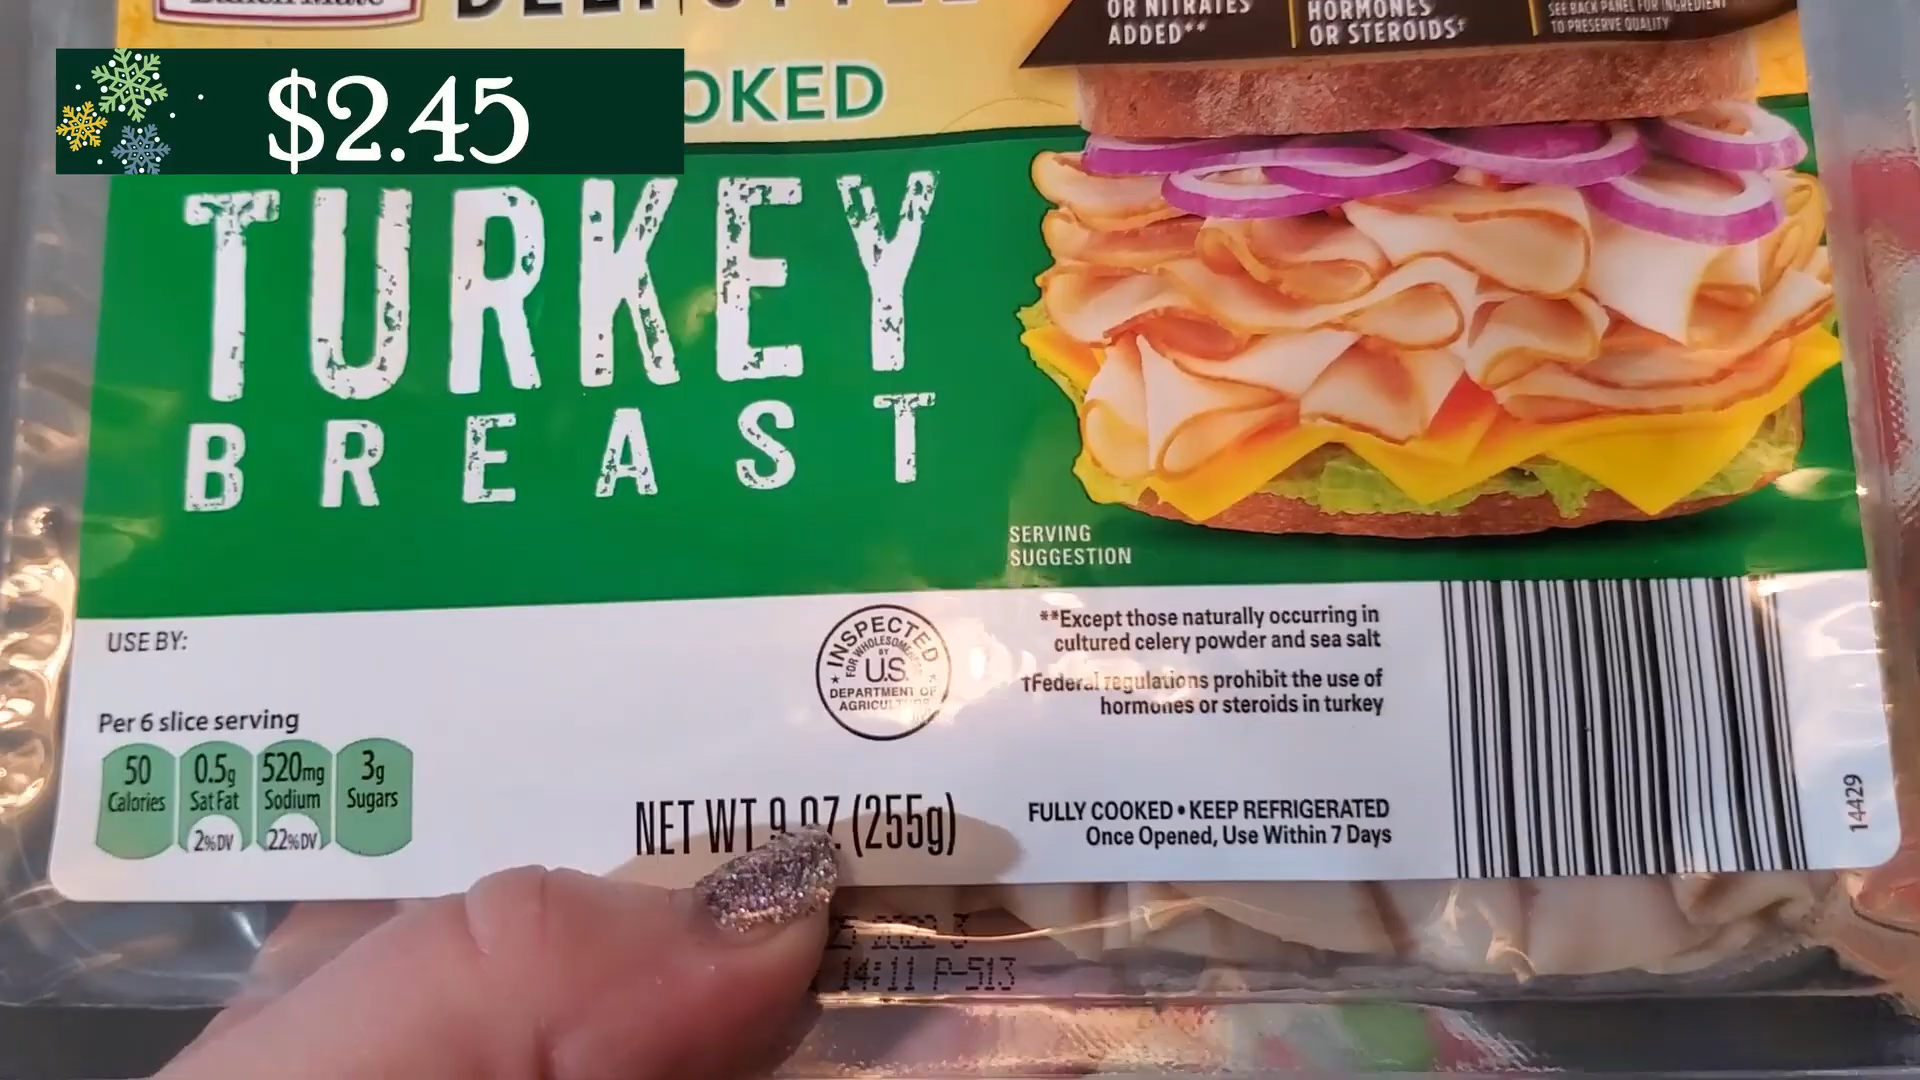 Lunch Mate
OR NITRATES
ADDED**
HORMONES
OR STEROIDS†
SEE BACK PANEL FOR INGREDIENT
TO PRESERVE QUALITY
$2.45
OKED
TURKEY
BREAST
SERVING
SUGGESTION
USE BY:
INSPECTED
FOR WHOLESOMENESS
BY
U.S.
DEPARTMENT OF
AGRICULTURE
**Except those naturally occurring in
cultured celery powder and sea salt
†Federal regulations prohibit the use of
hormones or steroids in turkey
Per 6 slice serving
50 0.5g 520mg 3g
Calories Sat Fat Sodium Sugars
2%DV 22%DV
NET WT 9 OZ (255g)
FULLY COOKED • KEEP REFRIGERATED
Once Opened, Use Within 7 Days
14429
14:11 P-513